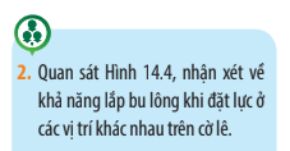 2. Quan sát Hình 14.4, nhận xét về
khả năng lắp bu lông khi đặt lực ở
các vị trí khác nhau trên cờ lê.